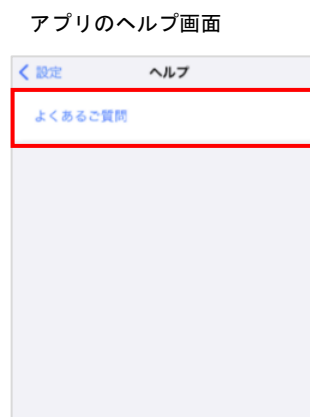 アプリのヘルプ画面
設定 ヘルプ
よくあるご質問